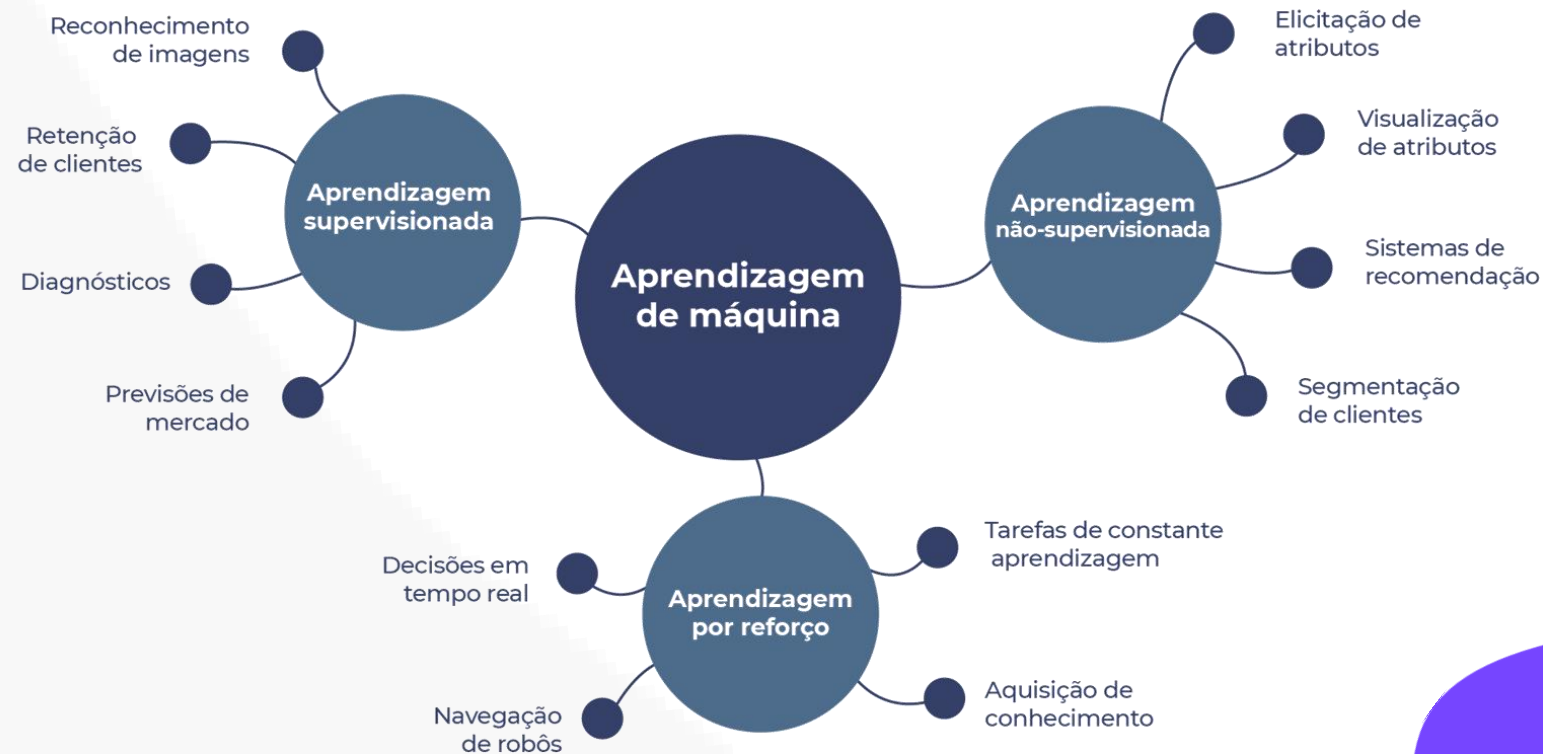 Reconhecimento
de imagens
Retenção
de clientes
Diagnósticos
Previsões de
mercado
Aprendizagem
supervisionada
Aprendizagem
de máquina
Aprendizagem
não-supervisionada
Elicitação de
atributos
Visualização
de atributos
Sistemas de
recomendação
Segmentação
de clientes
Decisões em
tempo real
Navegação
de robôs
Aprendizagem
por reforço
Tarefas de constante
aprendizagem
Aquisição de
conhecimento